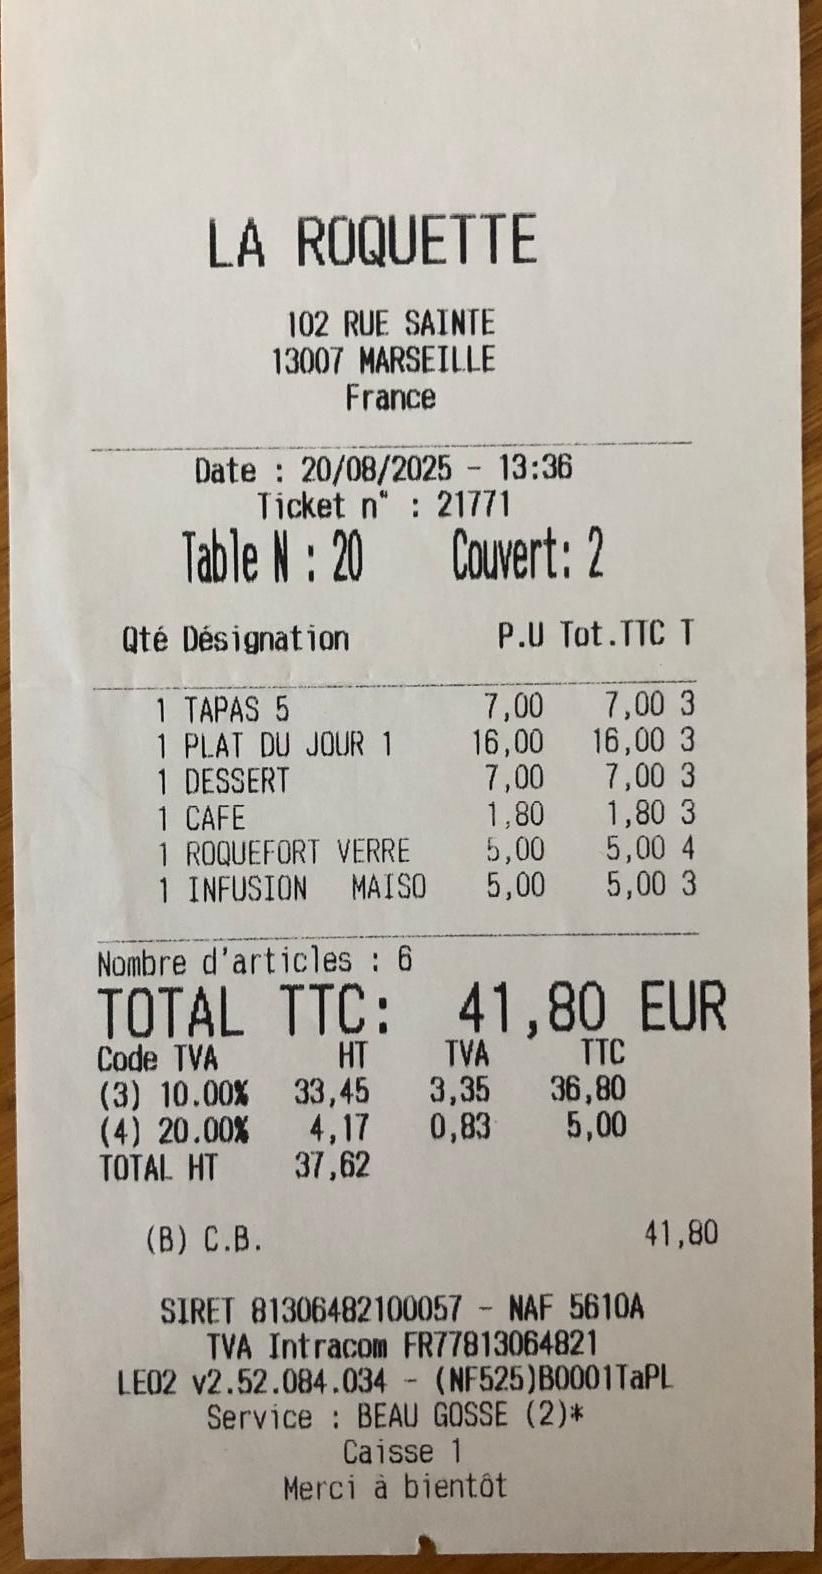 LA ROQUETTE
102 RUE SAINTE
13007 MARSEILLE
France
Date : 20/08/2025 - 13:36
Ticket n° : 21771
Table N : 20 Couvert: 2
Qté Désignation P.U Tot.TTC T
1 TAPAS 5 7,00 7,00 3
1 PLAT DU JOUR 1 16,00 16,00 3
1 DESSERT 7,00 7,00 3
1 CAFE 1,80 1,80 3
1 ROQUEFORT VERRE 5,00 5,00 4
1 INFUSION MAISO 5,00 5,00 3
Nombre d'articles : 6
TOTAL TTC: 41,80 EUR
Code TVA HT TVA TTC
(3) 10.00% 33,45 3,35 36,80
(4) 20.00% 4,17 0,83 5,00
TOTAL HT 37,62
(B) C.B. 41,80
SIRET 81306482100057 - NAF 5610A
TVA Intracom FR77813064821
LEO2 v2.52.084.034 - (NF525)B0001TaPL
Service : BEAU GOSSE (2)*
Caisse 1
Merci à bientôt